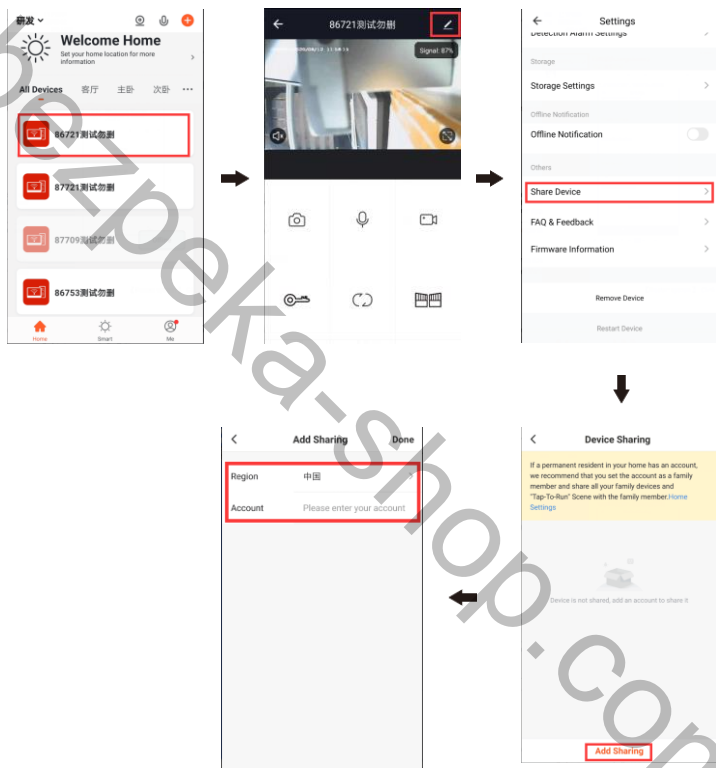 研发
Welcome Home
Set your home location for more
information
All Devices 客厅 主卧 次卧 •••
86721测试勿删
87721测试勿删
87709测试勿删
86753测试勿删
Home Smart Me
86721测试勿删
Signal: 87%
Settings
Detection Alarm Settings
Storage
Storage Settings
Offline Notification
Offline Notification
Others
Share Device
FAQ & Feedback
Firmware Information
Remove Device
Restart Device
Device Sharing
If a permanent resident in your home has an account,
we recommend that you set the account as a family
member and share all your family devices and
"Tap-To-Run" Scene with the family member.Home
Settings
Device is not shared, add an account to share it
Add Sharing
Add Sharing Done
Region 中国
Account Please enter your account
bezpeka-shop.com